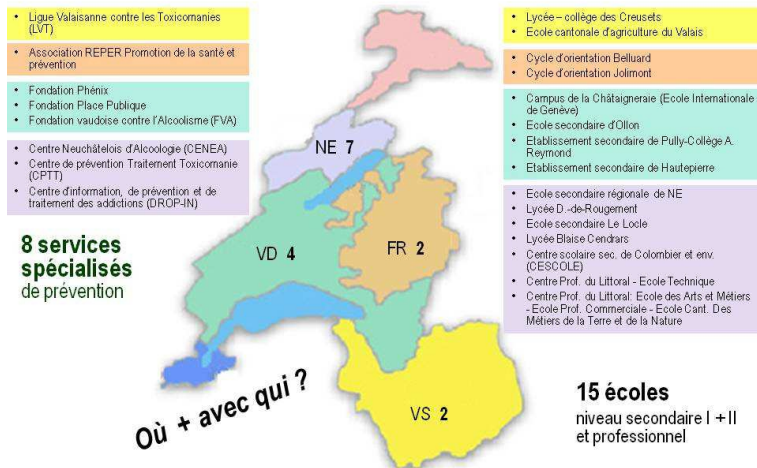 • Ligue Valaisanne contre les Toxicomanies
(LVT)
• Association REPER Promotion de la santé et
prévention
• Fondation Phénix
• Fondation Place Publique
• Fondation vaudoise contre l'Alcoolisme (FVA)
• Centre Neuchâtelois d'Alcoologie (CENEA)
• Centre de prévention Traitement Toxicomanie
(CPTT)
• Centre d'information, de prévention et de
traitement des addictions (DROP-IN)
8 services
spécialisés
de prévention
NE 7
VD 4
FR 2
VS 2
Où + avec qui ?
• Lycée – collège des Creusets
• Ecole cantonale d'agriculture du Valais
• Cycle d'orientation Belluard
• Cycle d'orientation Jolimont
• Campus de la Châtaigneraie (Ecole Internationale
de Genève)
• Ecole secondaire d'Ollon
• Etablissement secondaire de Pully-Collège A.
Reymond
• Etablissement secondaire de Hautepierre
• Ecole secondaire régionale de NE
• Lycée D.-de-Rougement
• Ecole secondaire Le Locle
• Lycée Blaise Cendrars
• Centre scolaire sec. de Colombier et env.
(CESCOLE)
• Centre Prof. du Littoral - Ecole Technique
• Centre Prof. du Littoral: Ecole des Arts et Métiers
- Ecole Prof. Commerciale - Ecole Cant. Des
Métiers de la Terre et de la Nature
15 écoles
niveau secondaire I + II
et professionnel